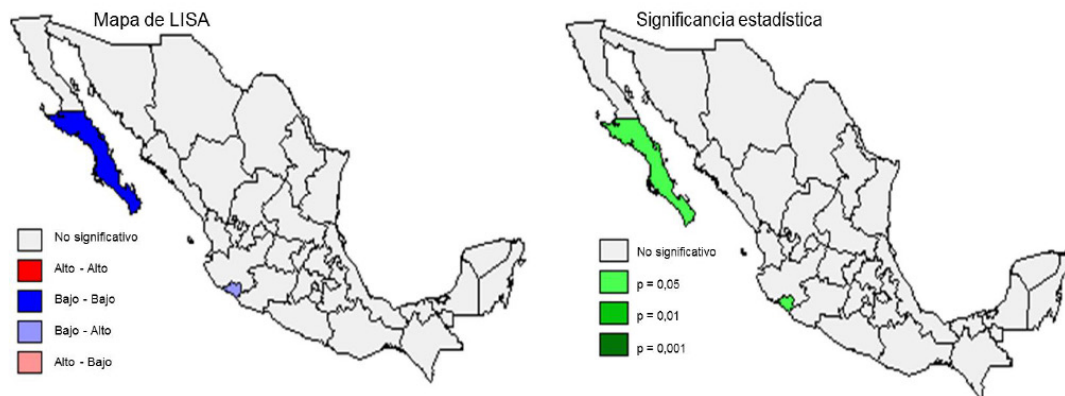 Mapa de LISA
No significativo
Alto - Alto
Bajo - Bajo
Bajo - Alto
Alto - Bajo
Significancia estadística
No significativo
p = 0,05
p = 0,01
p = 0,001